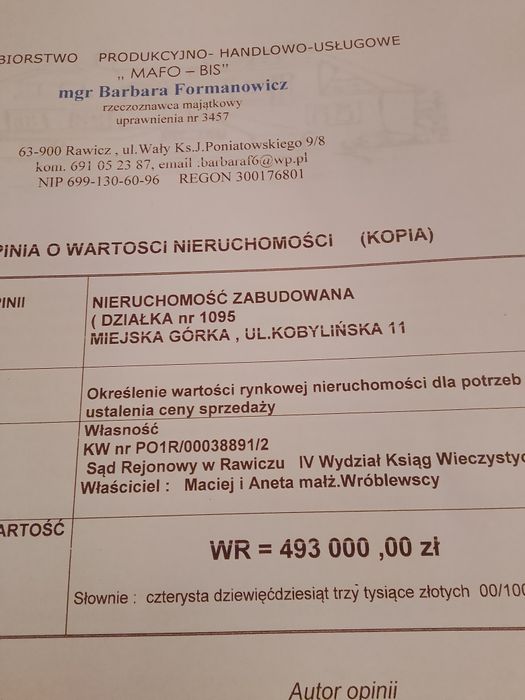 BIORSTWO PRODUKCYJNO- HANDLOWO-USŁUGOWE
„ MAFO – BIS”
mgr Barbara Formanowicz
rzeczoznawca majątkowy
uprawnienia nr 3457
63-900 Rawicz , ul.Wały Ks.J.Poniatowskiego 9/8
kom. 691 05 23 87, email .barbaraf6@wp.pl
NIP 699-130-60-96 REGON 300176801
PINIA O WARTOSCI NIERUCHOMOŚCI (KOPIA)
PINII
NIERUCHOMOŚĆ ZABUDOWANA
( DZIAŁKA nr 1095
MIEJSKA GÓRKA , UL.KOBYLIŃSKA 11
Określenie wartości rynkowej nieruchomości dla potrzeb
ustalenia ceny sprzedaży
Własność
KW nr PO1R/00038891/2
Sąd Rejonowy w Rawiczu IV Wydział Ksiąg Wieczystyc
Właściciel : Maciej i Aneta małż.Wróblewscy
ARTOŚĆ
WR = 493 000 ,00 zł
Słownie : czterysta dziewięćdziesiąt trzy tysiące złotych 00/100
Autor opinii